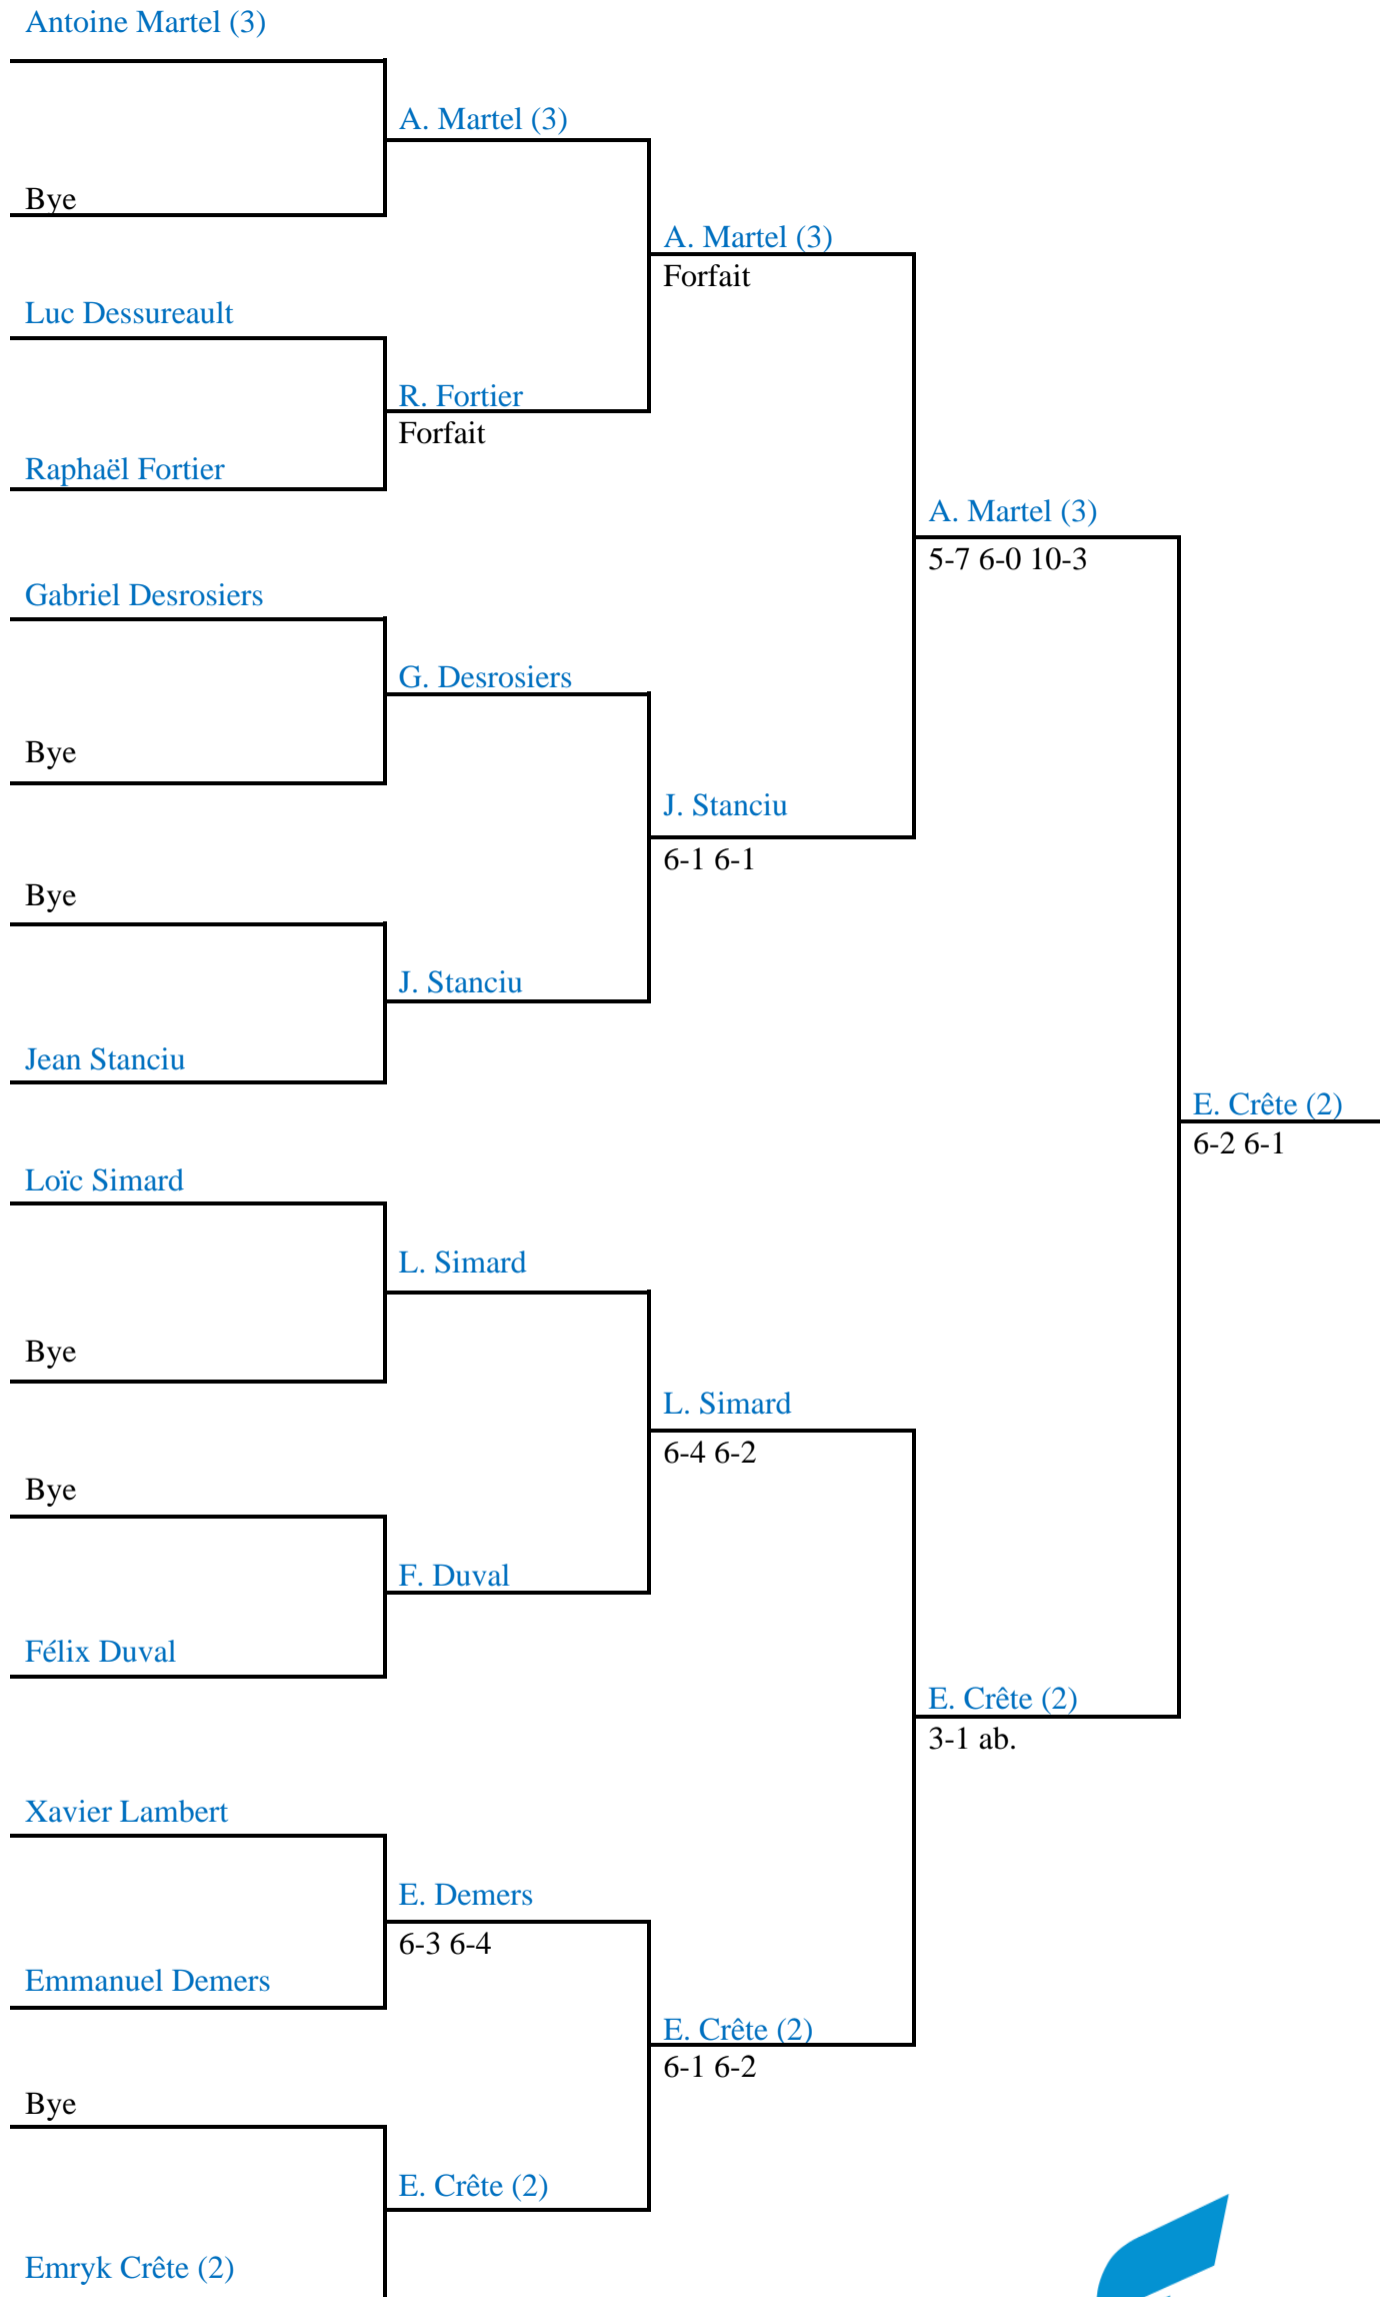 Antoine Martel (3)
A. Martel (3)
Bye
A. Martel (3)
Forfait
Luc Dessureault
R. Fortier
Forfait
Raphaël Fortier
A. Martel (3)
5-7 6-0 10-3
Gabriel Desrosiers
G. Desrosiers
Bye
J. Stanciu
6-1 6-1
Bye
J. Stanciu
Jean Stanciu
E. Crête (2)
6-2 6-1
Loïc Simard
L. Simard
Bye
L. Simard
6-4 6-2
Bye
F. Duval
Félix Duval
E. Crête (2)
3-1 ab.
Xavier Lambert
E. Demers
6-3 6-4
Emmanuel Demers
E. Crête (2)
6-1 6-2
Bye
E. Crête (2)
Emryk Crête (2)